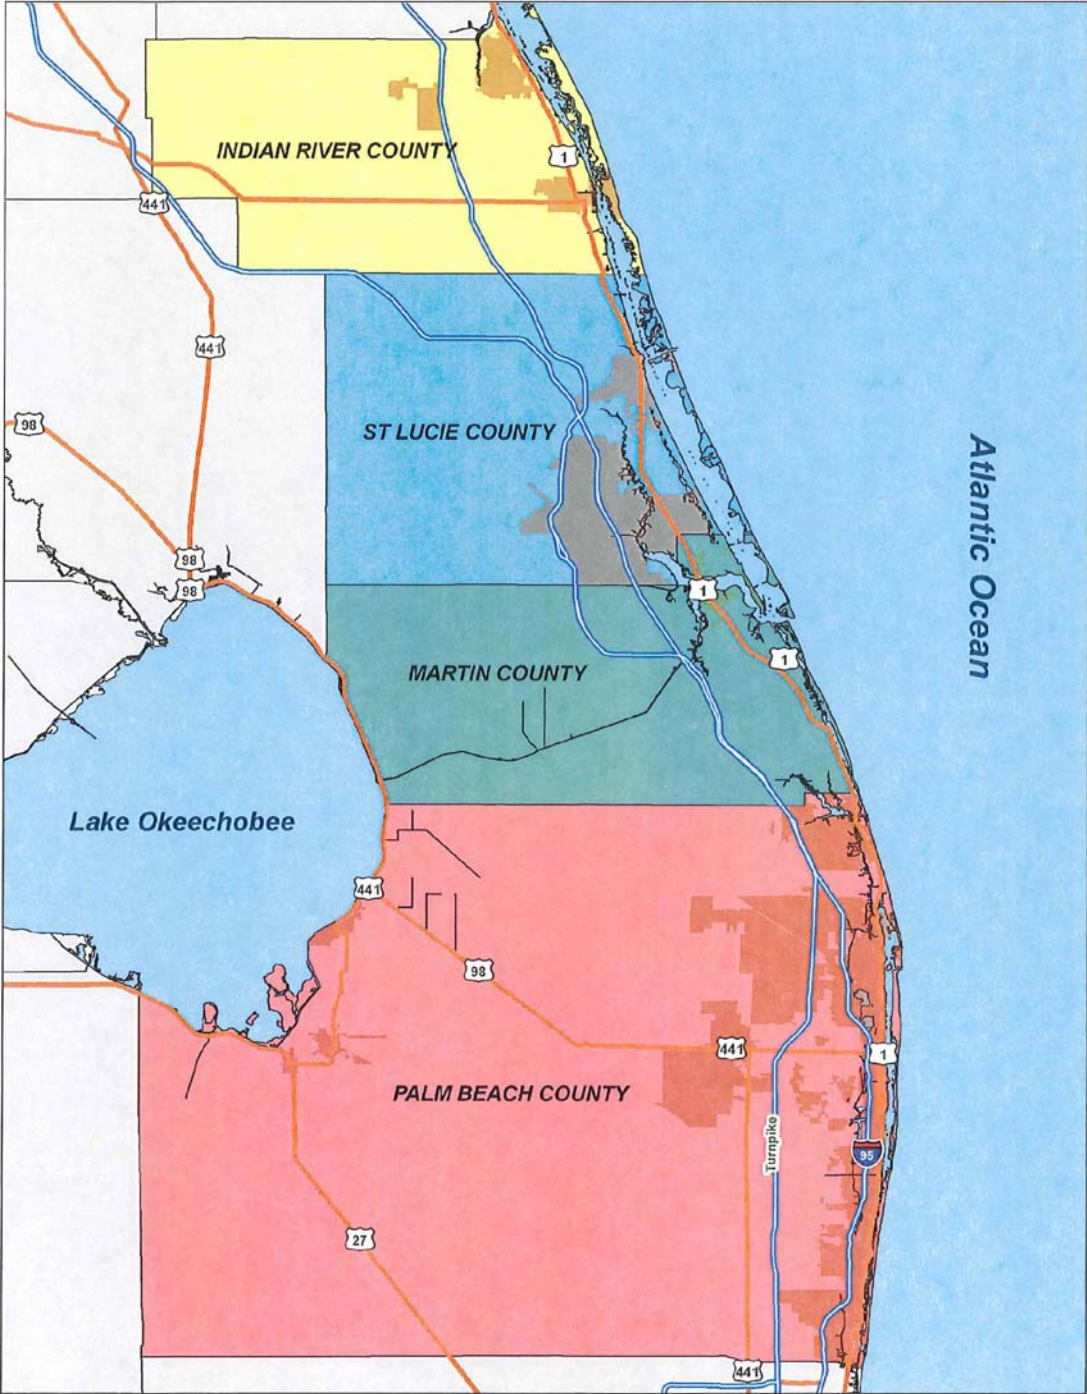 INDIAN RIVER COUNTY
1
441
441
98
ST LUCIE COUNTY
Atlantic Ocean
98
98
1
1
MARTIN COUNTY
Lake Okeechobee
441
98
441
1
PALM BEACH COUNTY
Turnpike
95
27
441